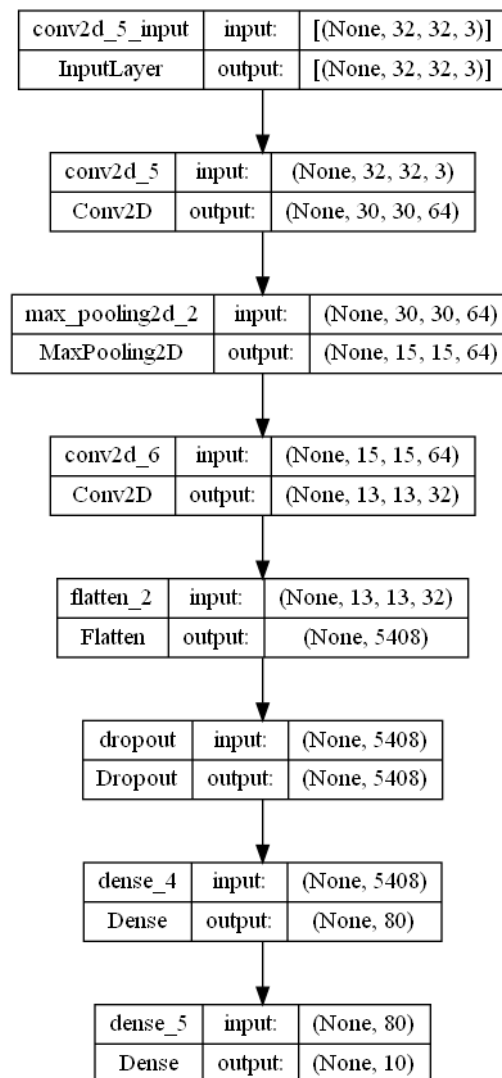 conv2d_5_input input: [(None, 32, 32, 3)]
InputLayer output: [(None, 32, 32, 3)]
conv2d_5 input: (None, 32, 32, 3)
Conv2D output: (None, 30, 30, 64)
max_pooling2d_2 input: (None, 30, 30, 64)
MaxPooling2D output: (None, 15, 15, 64)
conv2d_6 input: (None, 15, 15, 64)
Conv2D output: (None, 13, 13, 32)
flatten_2 input: (None, 13, 13, 32)
Flatten output: (None, 5408)
dropout input: (None, 5408)
Dropout output: (None, 5408)
dense_4 input: (None, 5408)
Dense output: (None, 80)
dense_5 input: (None, 80)
Dense output: (None, 10)